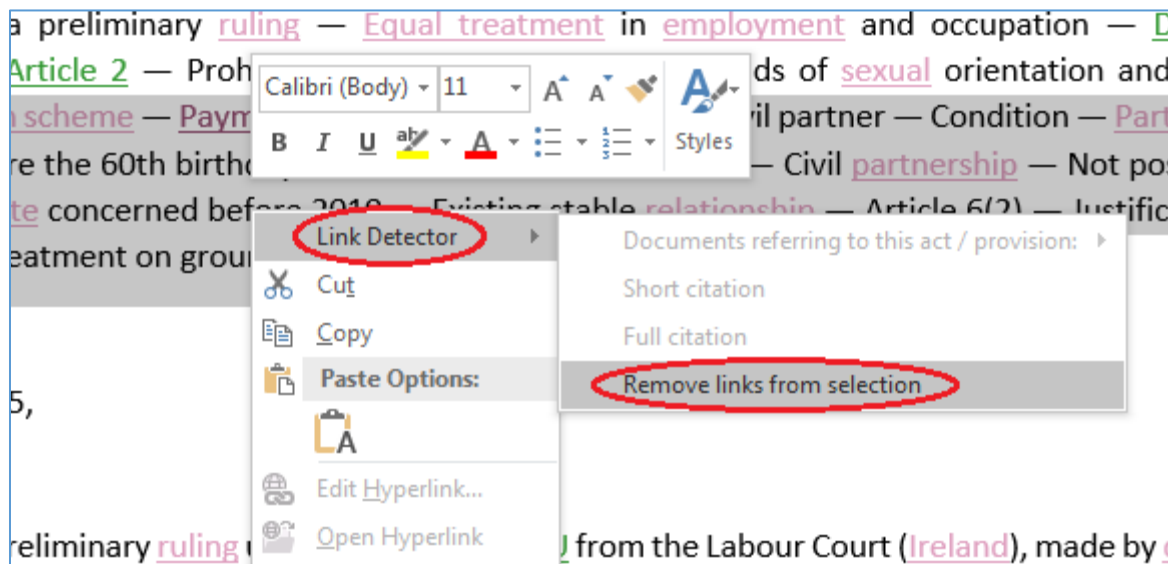 a preliminary ruling — Equal treatment in employment and occupation —
Article 2 — Proh ds of sexual orientation and
scheme — Paym vil partner — Condition — Part
re the 60th birth — Civil partnership — Not pos
te concerned before 2010 — Existing stable relationship — Article 6(2) — Justific
eatment on grou
5,
reliminary ruling from the Labour Court (Ireland), made by
Calibri (Body) 11
B I U ab A Styles
Link Detector
Cut
Copy
Paste Options:
A
Edit Hyperlink...
Open Hyperlink
Documents referring to this act / provision:
Short citation
Full citation
Remove links from selection